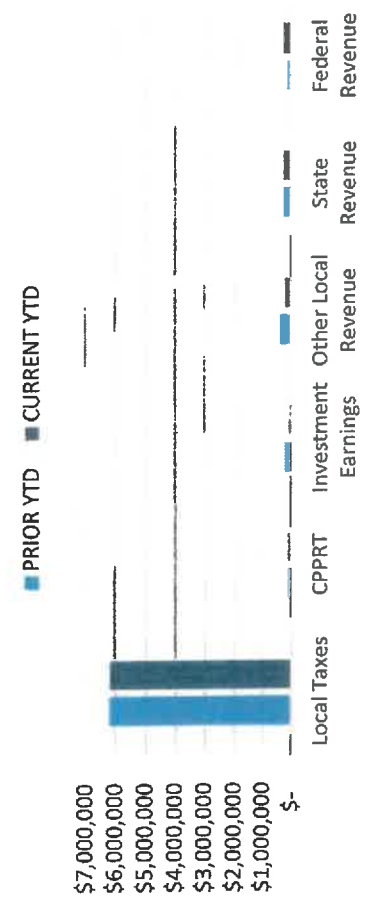 PRIOR YTD CURRENT YTD
$7,000,000
$6,000,000
$5,000,000
$4,000,000
$3,000,000
$2,000,000
$1,000,000
$-
Local Taxes
CPPRT
Investment
Earnings
Other Local
Revenue
State
Revenue
Federal
Revenue